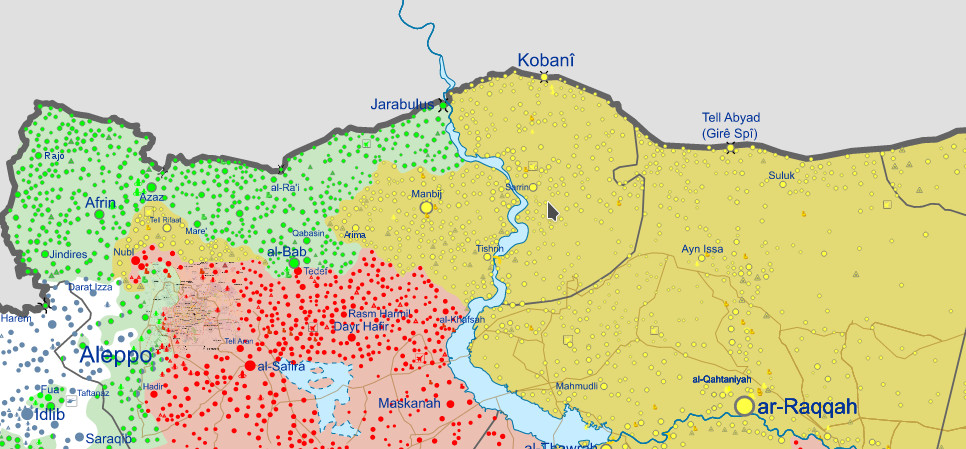 Kobanî
Jarabulus
Tell Abyad
(Girê Spî)
Rajo
Suluk
al-Ra'i
Sarrin
Azaz
Manbij
Afrin
Tell Rifaat
Mare'
Qabasin
Arima
Nubl
al-Bab
Tishrin
Ayn Issa
Jindires
Tedef
Darat Izza
Harem
Rasm Harmil
al-Khafsah
Dayr Hafir
Tell Aran
Aleppo
al-Safira
al-Qahtaniyah
Mahmudli
Hadir
Fua
Taftanaz
Maskanah
ar-Raqqah
Idlib
Saraqib
al-Thawrah